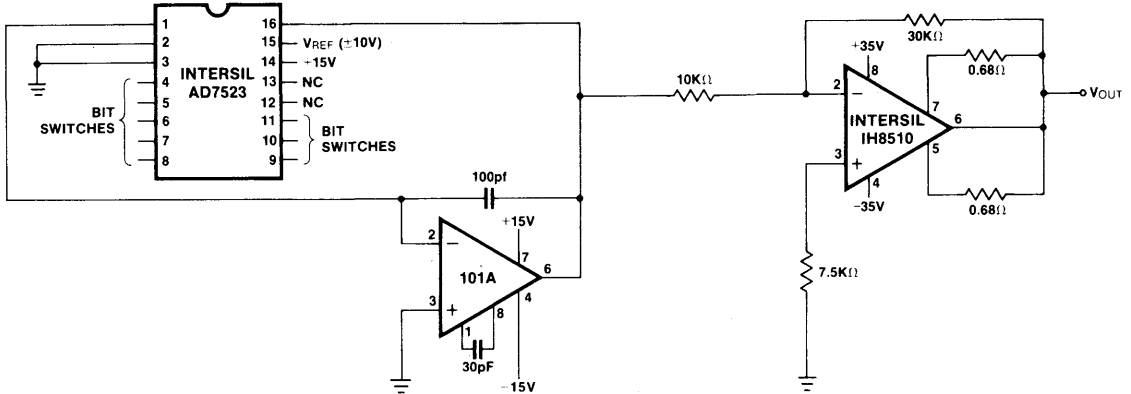 1
2
3
4
5
6
7
8
INTERSIL
AD7523
16
15
14
13
12
11
10
9
VREF (±10V)
+15V
NC
NC
BIT
SWITCHES
BIT
SWITCHES
100pf
2
−
3
+
101A
+15V
7
6
4
8
1
30pF
−15V
10KΩ
30KΩ
+35V
8
2
−
INTERSIL
IH8510
3
+
4
−35V
7
0.68Ω
6
5
0.68Ω
VOUT
7.5KΩ